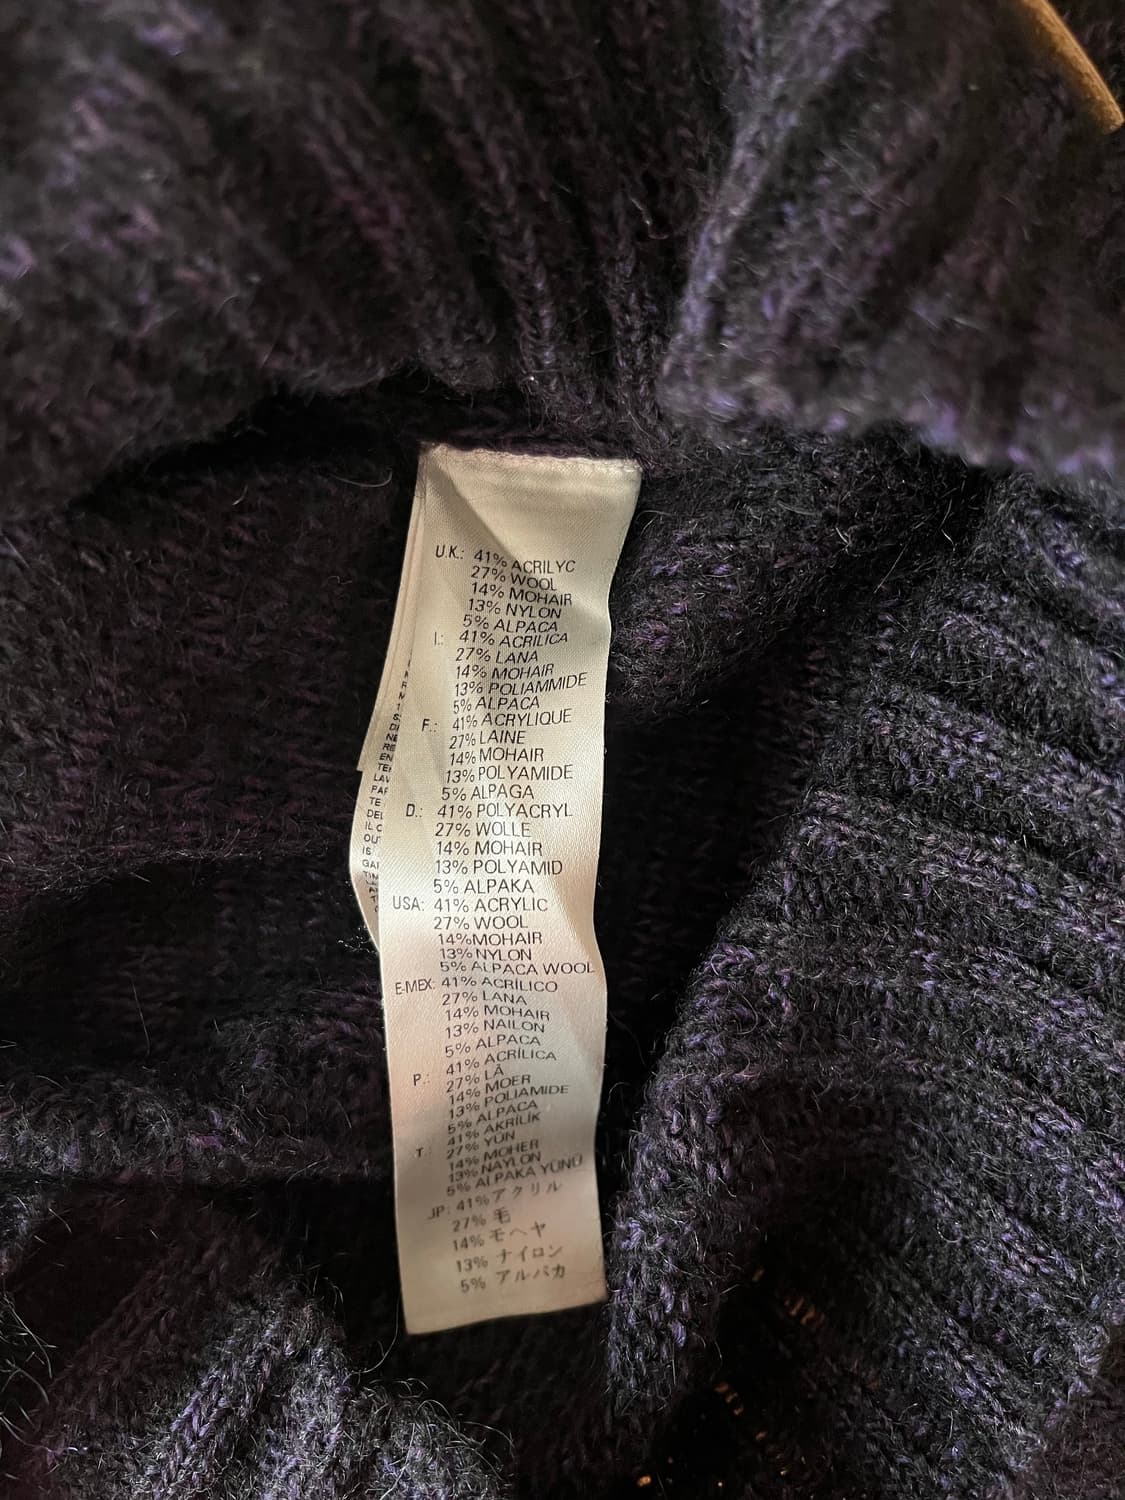 U.K.: 41% ACRILYC
27% WOOL
14% MOHAIR
13% NYLON
5% ALPACA
I.: 41% ACRILICA
27% LANA
14% MOHAIR
13% POLIAMMIDE
5% ALPACA
F.: 41% ACRYLIQUE
27% LAINE
14% MOHAIR
13% POLYAMIDE
5% ALPAGA
D.: 41% POLYACRYL
27% WOLLE
14% MOHAIR
13% POLYAMID
5% ALPAKA
USA: 41% ACRYLIC
27% WOOL
14% MOHAIR
13% NYLON
5% ALPACA WOOL
E-MEX: 41% ACRÍLICO
27% LANA
14% MOHAIR
13% NAILON
5% ALPACA
P.: 41% ACRÍLICA
27% LÃ
14% MOER
13% POLIAMIDE
5% ALPACA
T.: 41% AKRILIK
27% YÜN
14% MOHER
13% NAYLON
5% ALPAKA YÜNÜ
JP: 41% アクリル
27% 毛
14% モヘヤ
13% ナイロン
5% アルパカ